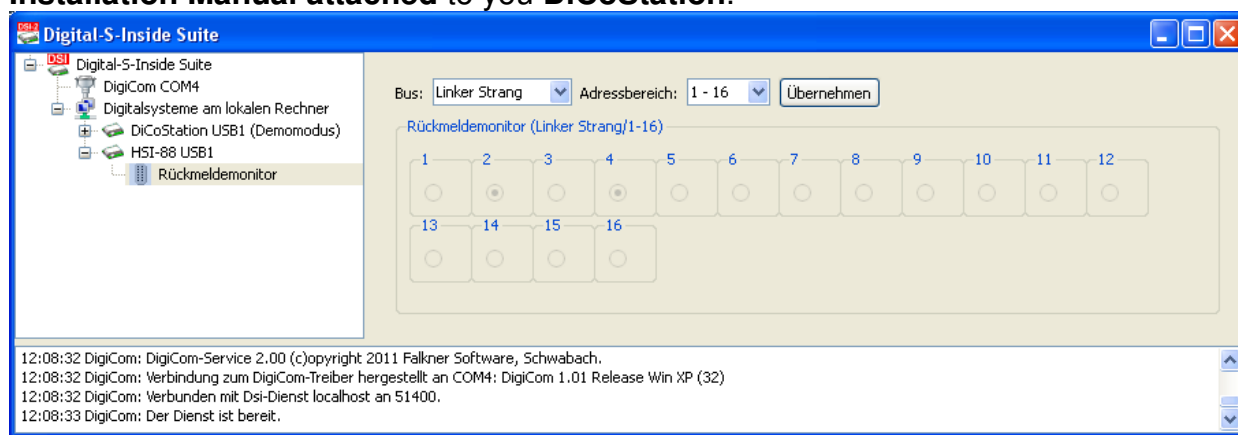 Installation Manual attached to you DiCoStation.
Digital-S-Inside Suite
Digital-S-Inside Suite
DigiCom COM4
Digitalsysteme am lokalen Rechner
DiCoStation USB1 (Demomodus)
HSI-88 USB1
Rückmeldemonitor
Bus: Linker Strang Adressbereich: 1 - 16 Übernehmen
Rückmeldemonitor (Linker Strang/1-16)
1 2 3 4 5 6 7 8 9 10 11 12
13 14 15 16
12:08:32 DigiCom: DigiCom-Service 2.00 (c)opyright 2011 Falkner Software, Schwabach.
12:08:32 DigiCom: Verbindung zum DigiCom-Treiber hergestellt an COM4: DigiCom 1.01 Release Win XP (32)
12:08:32 DigiCom: Verbunden mit Dsi-Dienst localhost an 51400.
12:08:33 DigiCom: Der Dienst ist bereit.